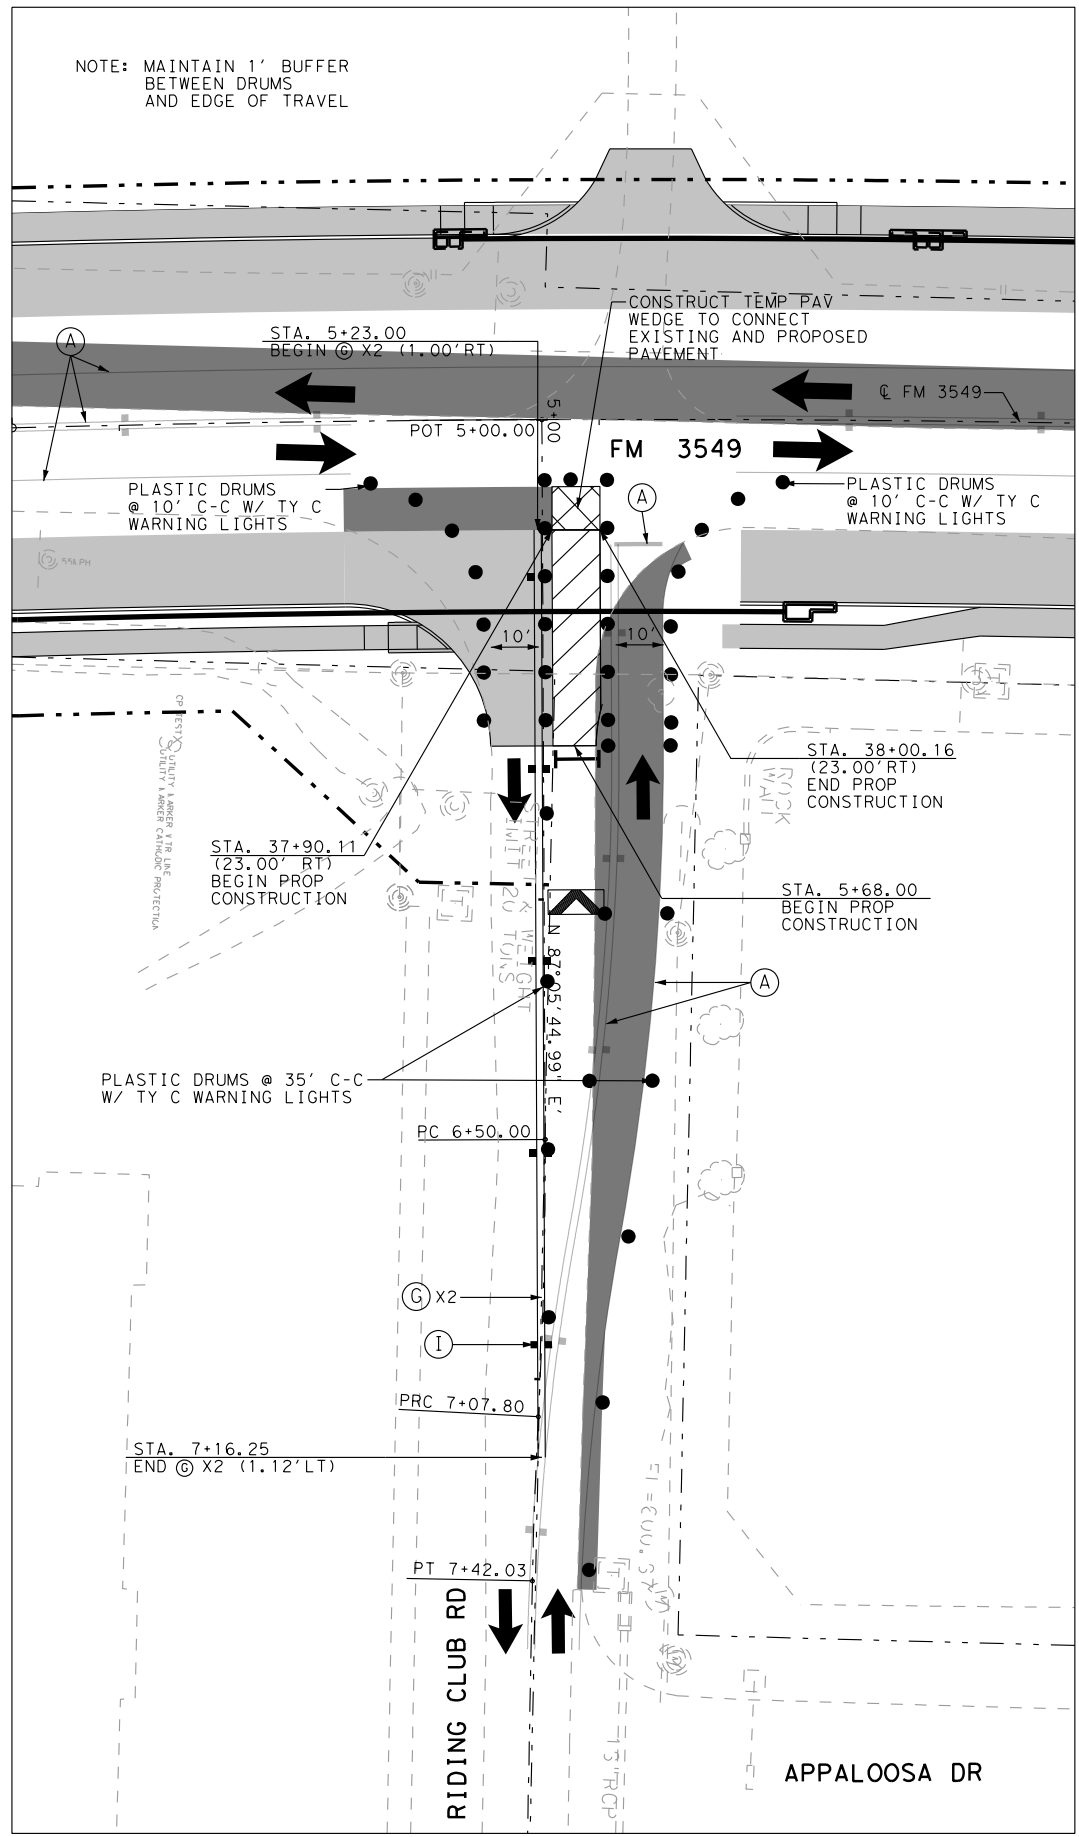 NOTE: MAINTAIN 1' BUFFER
BETWEEN DRUMS
AND EDGE OF TRAVEL
CONSTRUCT TEMP PAV
WEDGE TO CONNECT
EXISTING AND PROPOSED
PAVEMENT
STA. 5+23.00
BEGIN G X2 (1.00'RT)
A
℄ FM 3549
5+00
POT 5+00.00
FM 3549
PLASTIC DRUMS
@ 10' C-C W/ TY C
WARNING LIGHTS
A
PLASTIC DRUMS
@ 10' C-C W/ TY C
WARNING LIGHTS
10'
10'
STA. 38+00.16
(23.00'RT)
END PROP
CONSTRUCTION
ROCK
WALL
STA. 37+90.11
(23.00' RT)
BEGIN PROP
CONSTRUCTION
STA. 5+68.00
BEGIN PROP
CONSTRUCTION
N 87°05'44.99" E'
A
PLASTIC DRUMS @ 35' C-C
W/ TY C WARNING LIGHTS
PC 6+50.00
G X2
I
PRC 7+07.80
STA. 7+16.25
END G X2 (1.12'LT)
PT 7+42.03
RIDING CLUB RD
APPALOOSA DR